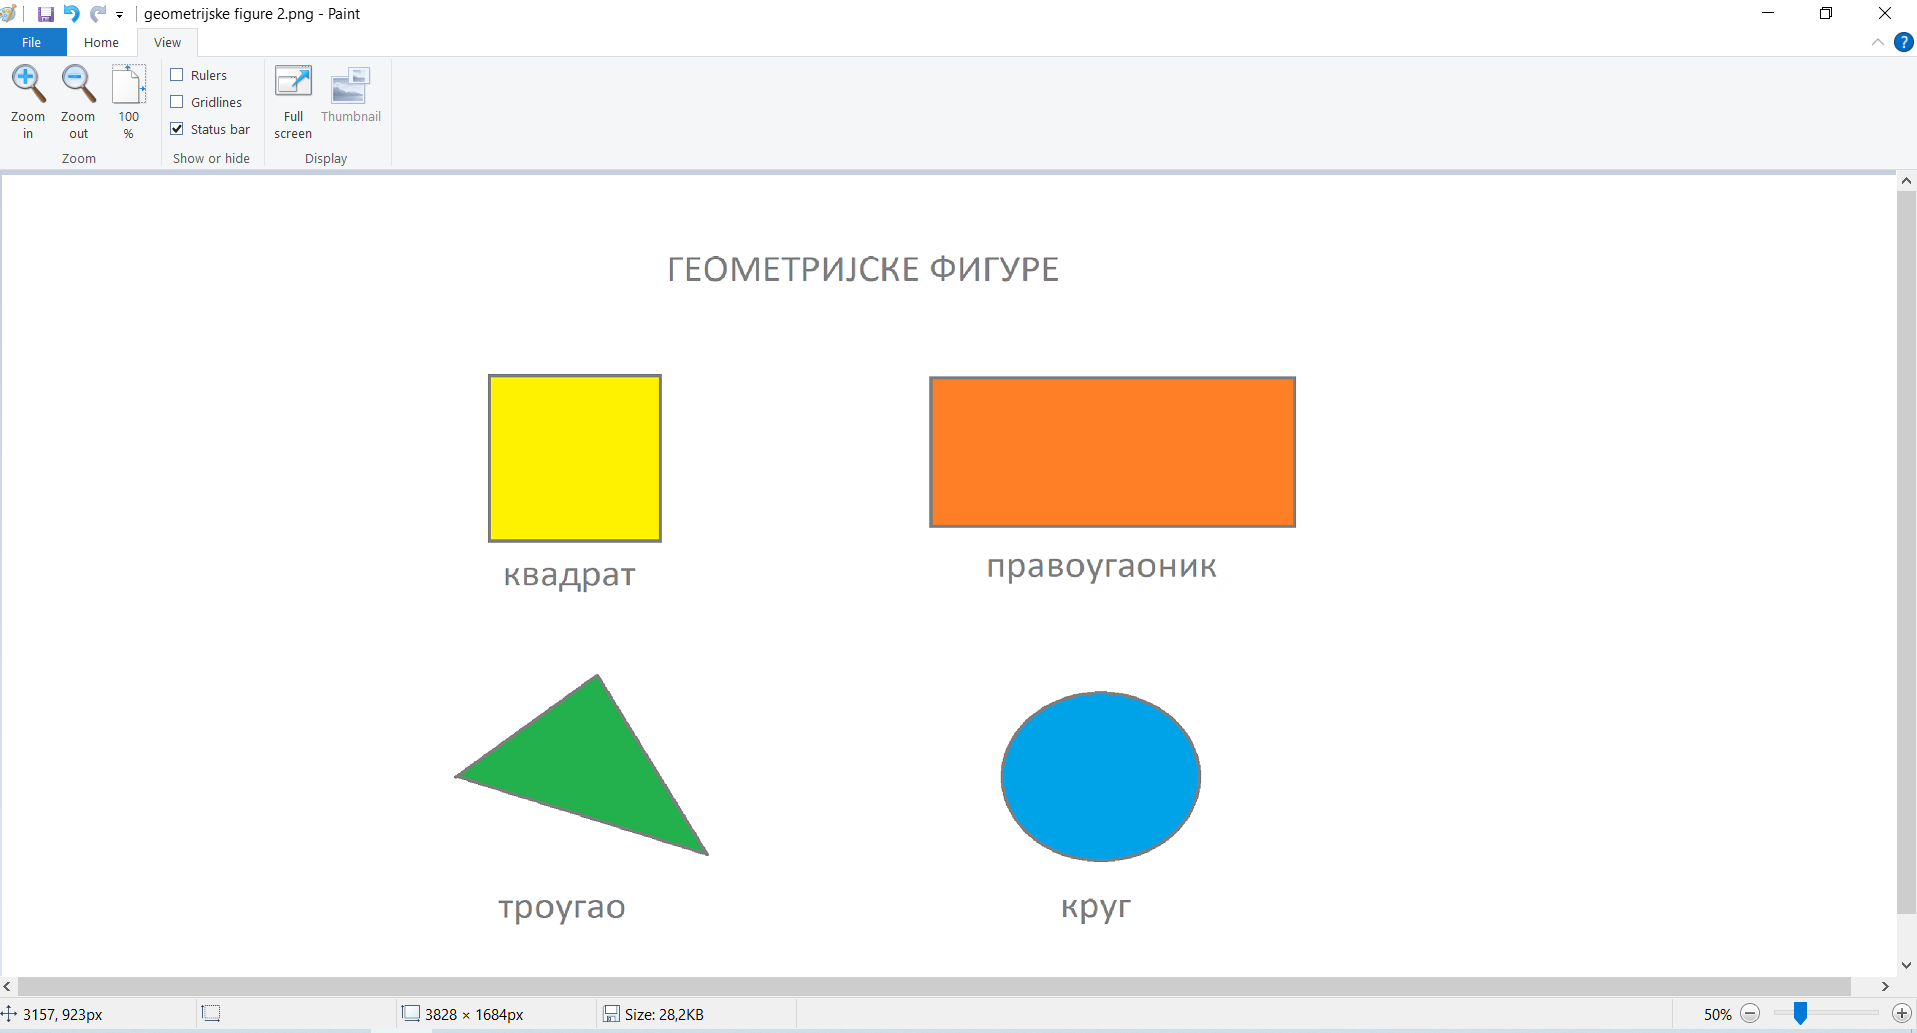 geometrijske figure 2.png - Paint
File Home View
Zoom in
Zoom out
100 %
Rulers
Gridlines
Status bar
Full screen
Thumbnail
Zoom
Show or hide
Display
ГЕОМЕТРИЈСКЕ ФИГУРЕ
квадрат
правоугаоник
троугао
круг
3157, 923px
3828 × 1684px
Size: 28,2KB
50%